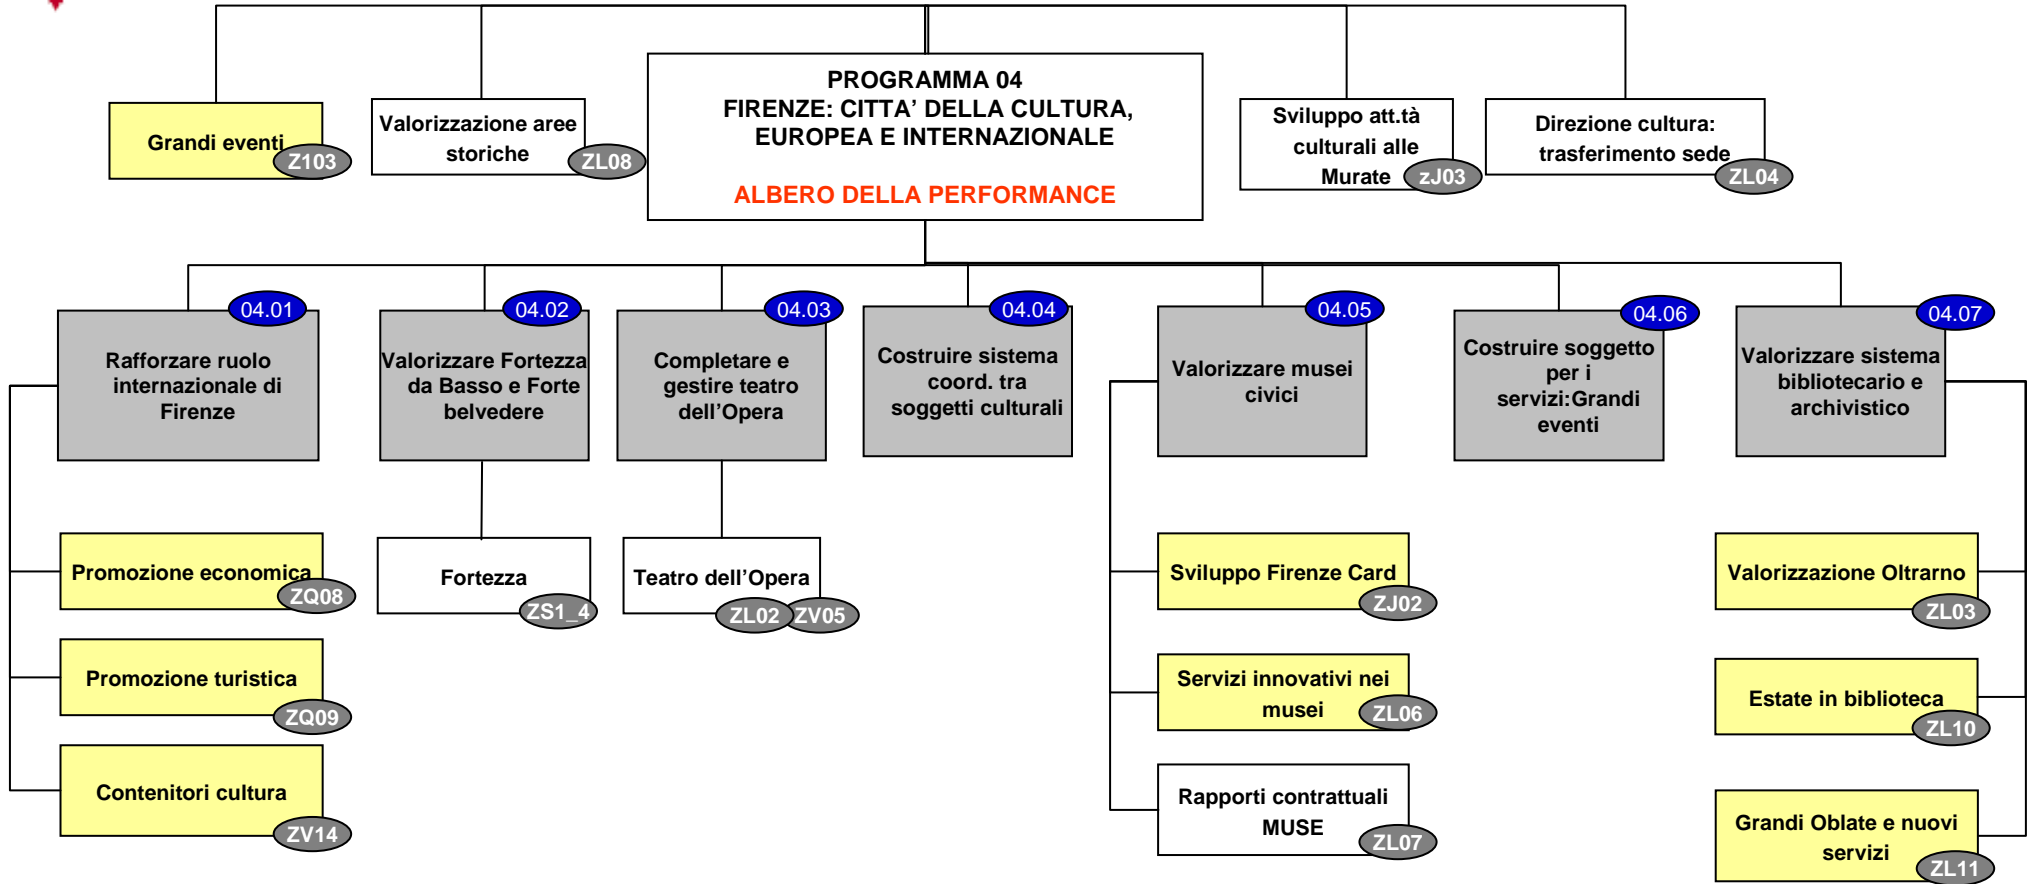 PROGRAMMA 04
FIRENZE: CITTA' DELLA CULTURA,
EUROPEA E INTERNAZIONALE
ALBERO DELLA PERFORMANCE
Grandi eventi
Z103
Valorizzazione aree
storiche
ZL08
Sviluppo att.tà
culturali alle
Murate
zJ03
Direzione cultura:
trasferimento sede
ZL04
04.01
Rafforzare ruolo
internazionale di
Firenze
04.02
Valorizzare Fortezza
da Basso e Forte
belvedere
04.03
Completare e
gestire teatro
dell'Opera
04.04
Costruire sistema
coord. tra
soggetti culturali
04.05
Valorizzare musei
civici
04.06
Costruire soggetto
per i
servizi:Grandi
eventi
04.07
Valorizzare sistema
bibliotecario e
archivistico
Promozione economica
ZQ08
Fortezza
ZS1_4
Teatro dell'Opera
ZL02
ZV05
Sviluppo Firenze Card
ZJ02
Valorizzazione Oltrarno
ZL03
Promozione turistica
ZQ09
Servizi innovativi nei
musei
ZL06
Estate in biblioteca
ZL10
Contenitori cultura
ZV14
Rapporti contrattuali
MUSE
ZL07
Grandi Oblate e nuovi
servizi
ZL11